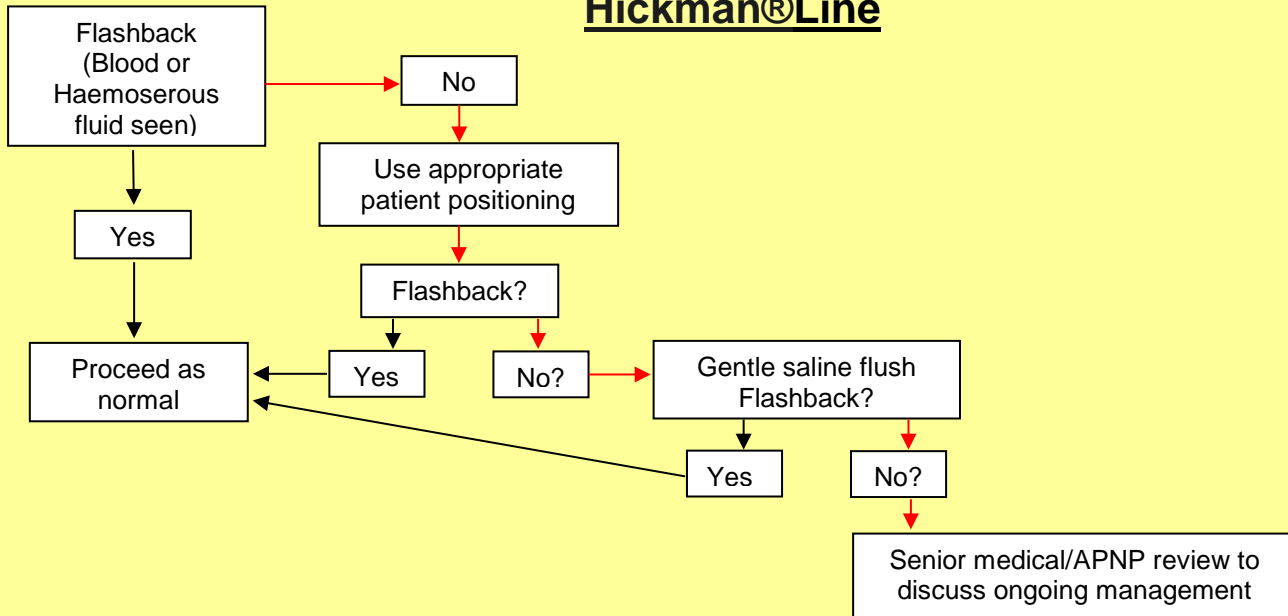 Hickman®Line
Flashback
(Blood or
Haemoserous
fluid seen)
No
Use appropriate
patient positioning
Yes
Flashback?
Proceed as
normal
Yes
No?
Gentle saline flush
Flashback?
Yes
No?
Senior medical/APNP review to
discuss ongoing management